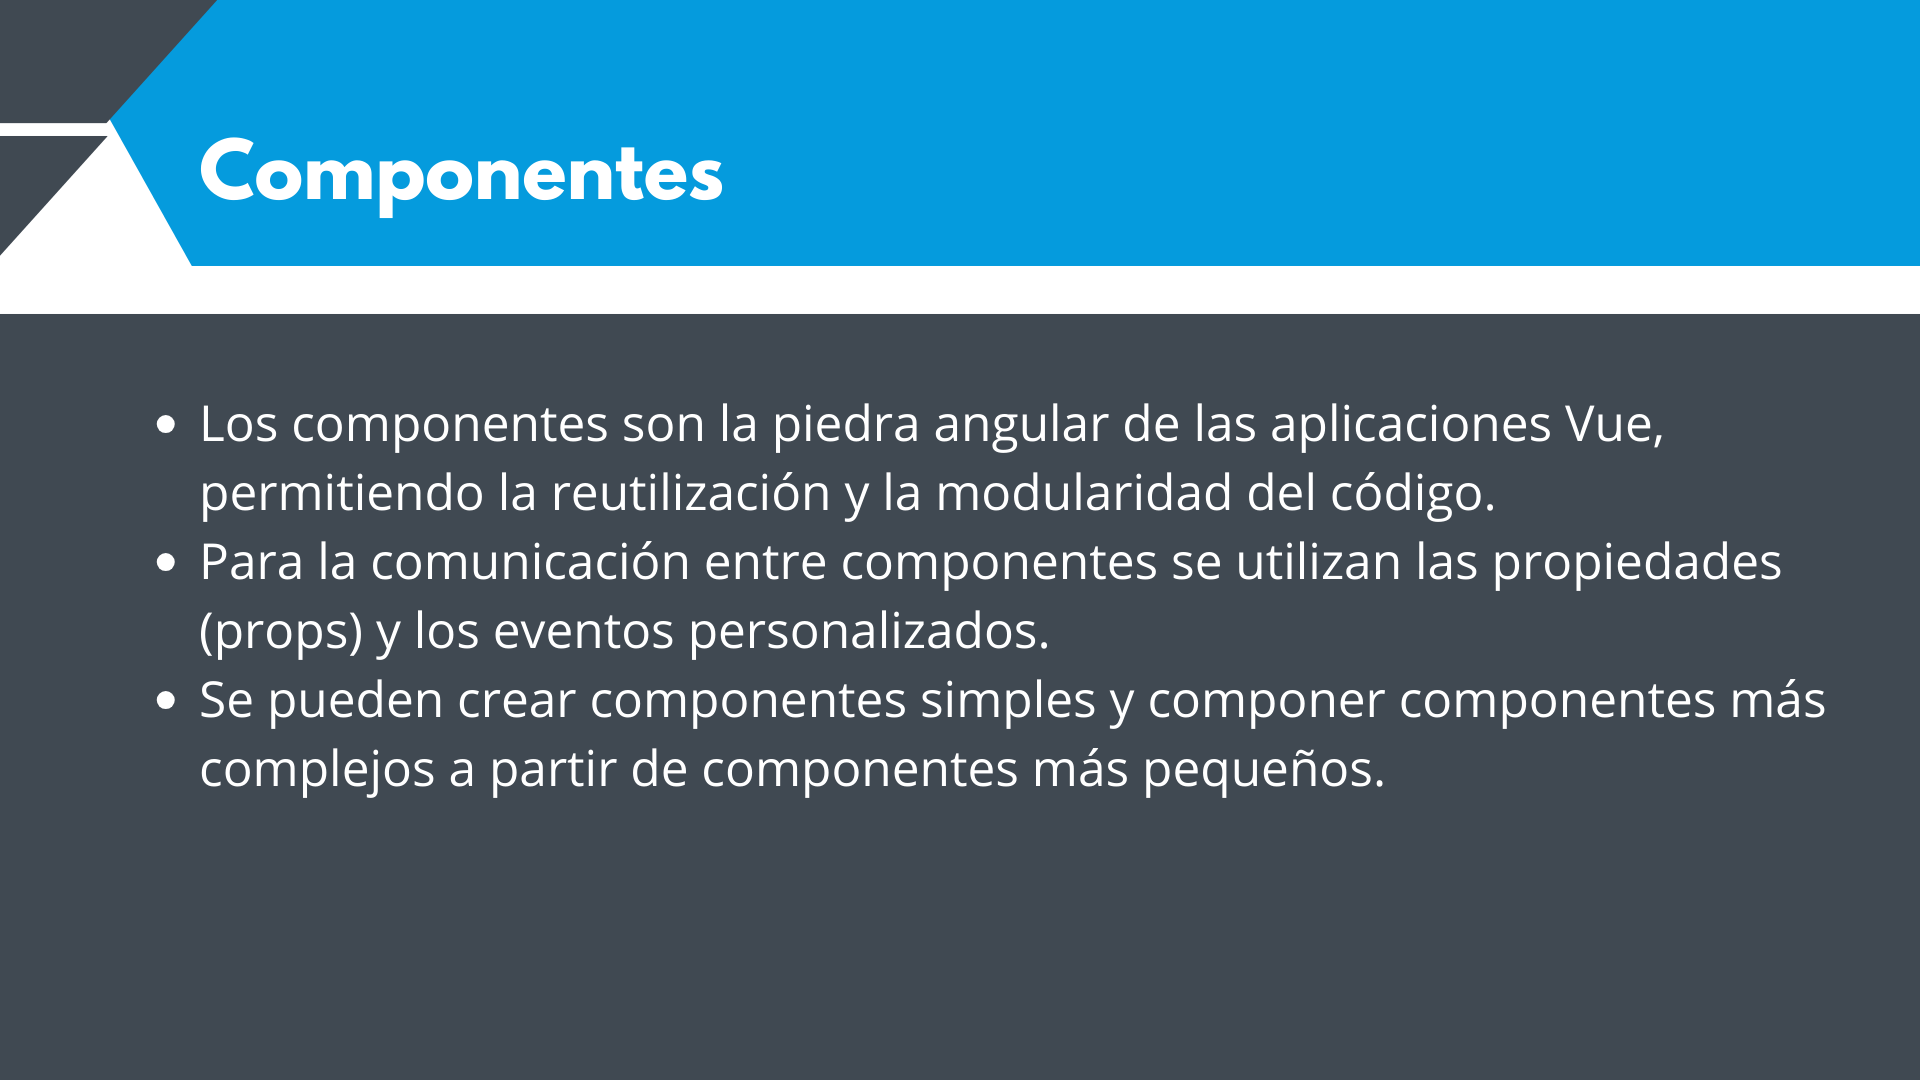 Componentes
• Los componentes son la piedra angular de las aplicaciones Vue,
permitiendo la reutilización y la modularidad del código.
• Para la comunicación entre componentes se utilizan las propiedades
(props) y los eventos personalizados.
• Se pueden crear componentes simples y componer componentes más
complejos a partir de componentes más pequeños.